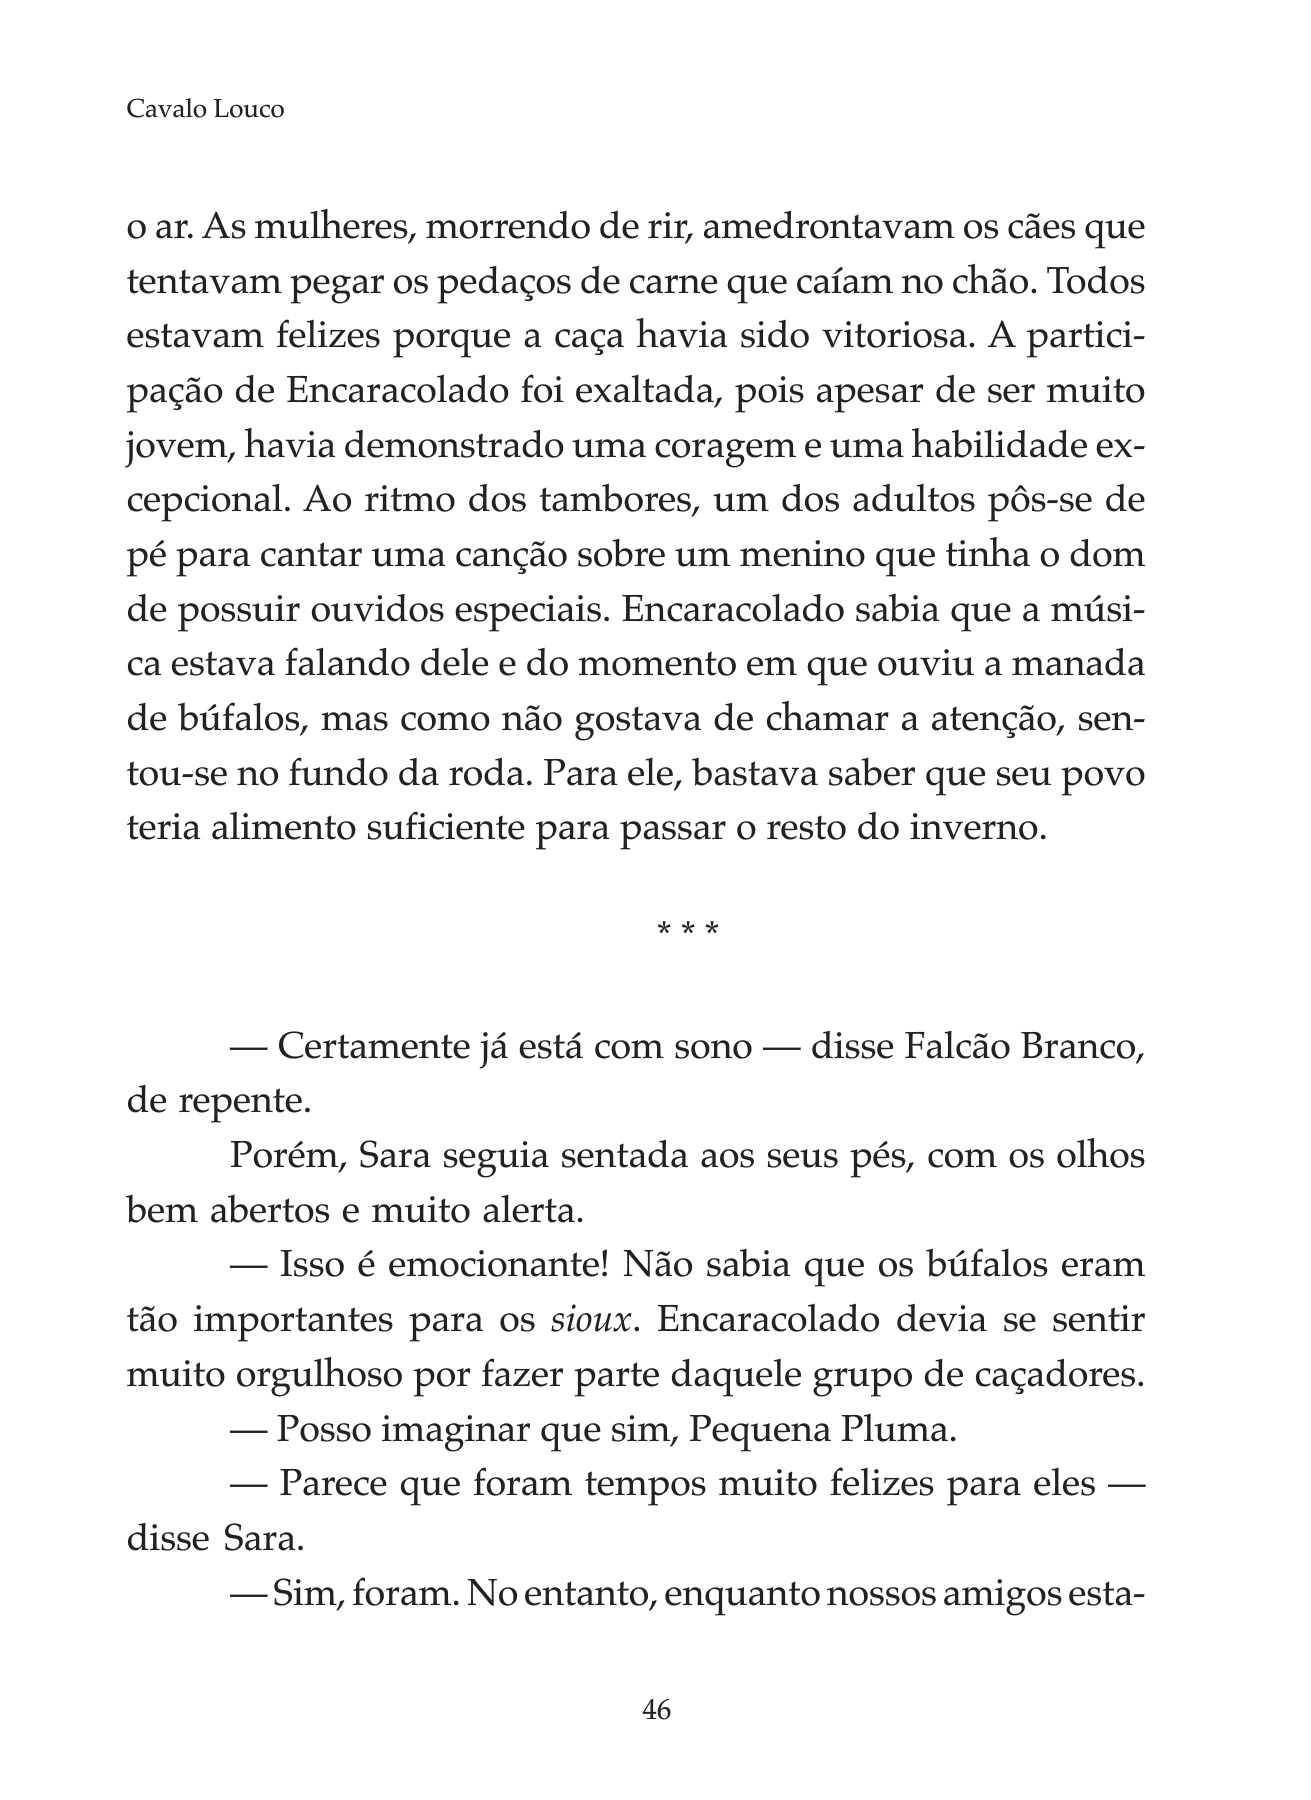 Cavalo Louco
o ar. As mulheres, morrendo de rir, amedrontavam os cães que
tentavam pegar os pedaços de carne que caíam no chão. Todos
estavam felizes porque a caça havia sido vitoriosa. A partici-
pação de Encaracolado foi exaltada, pois apesar de ser muito
jovem, havia demonstrado uma coragem e uma habilidade ex-
cepcional. Ao ritmo dos tambores, um dos adultos pôs-se de
pé para cantar uma canção sobre um menino que tinha o dom
de possuir ouvidos especiais. Encaracolado sabia que a músi-
ca estava falando dele e do momento em que ouviu a manada
de búfalos, mas como não gostava de chamar a atenção, sen-
tou-se no fundo da roda. Para ele, bastava saber que seu povo
teria alimento suficiente para passar o resto do inverno.
* * *
— Certamente já está com sono — disse Falcão Branco,
de repente.
Porém, Sara seguia sentada aos seus pés, com os olhos
bem abertos e muito alerta.
— Isso é emocionante! Não sabia que os búfalos eram
tão importantes para os sioux. Encaracolado devia se sentir
muito orgulhoso por fazer parte daquele grupo de caçadores.
— Posso imaginar que sim, Pequena Pluma.
— Parece que foram tempos muito felizes para eles —
disse Sara.
— Sim, foram. No entanto, enquanto nossos amigos esta-
46